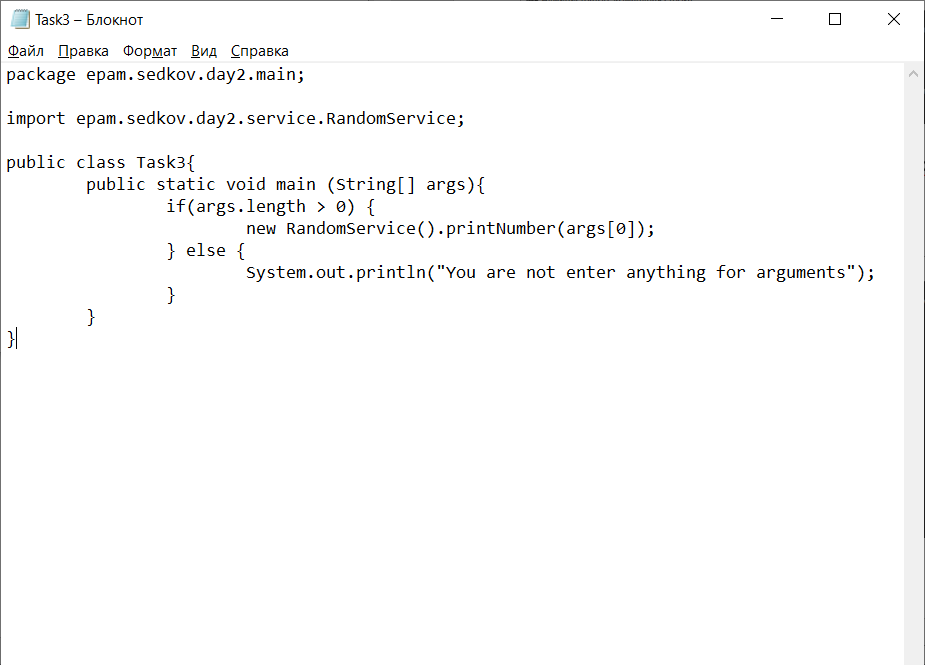 Task3 – Блокнот
Файл Правка Формат Вид Справка
package epam.sedkov.day2.main;
import epam.sedkov.day2.service.RandomService;
public class Task3{
public static void main (String[] args){
if(args.length > 0) {
new RandomService().printNumber(args[0]);
} else {
System.out.println("You are not enter anything for arguments");
}
}
}